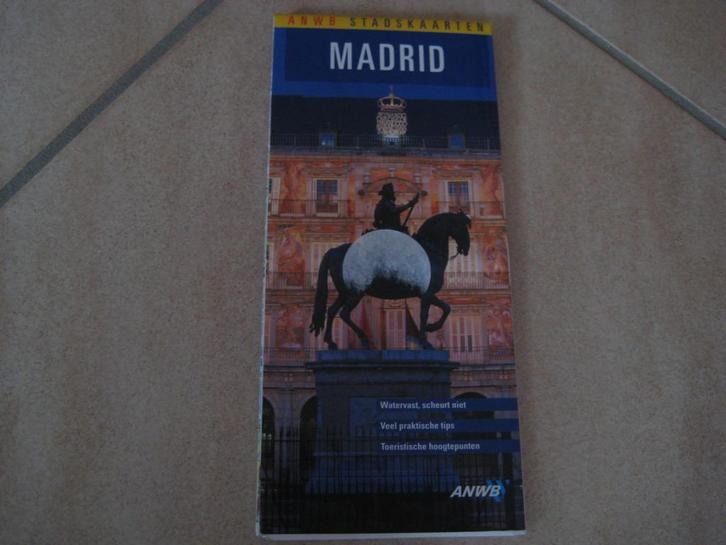 ANWB STADSKAARTEN
MADRID
Watervast, scheurt niet
Veel praktische tips
Toeristische hoogtepunten
ANWB